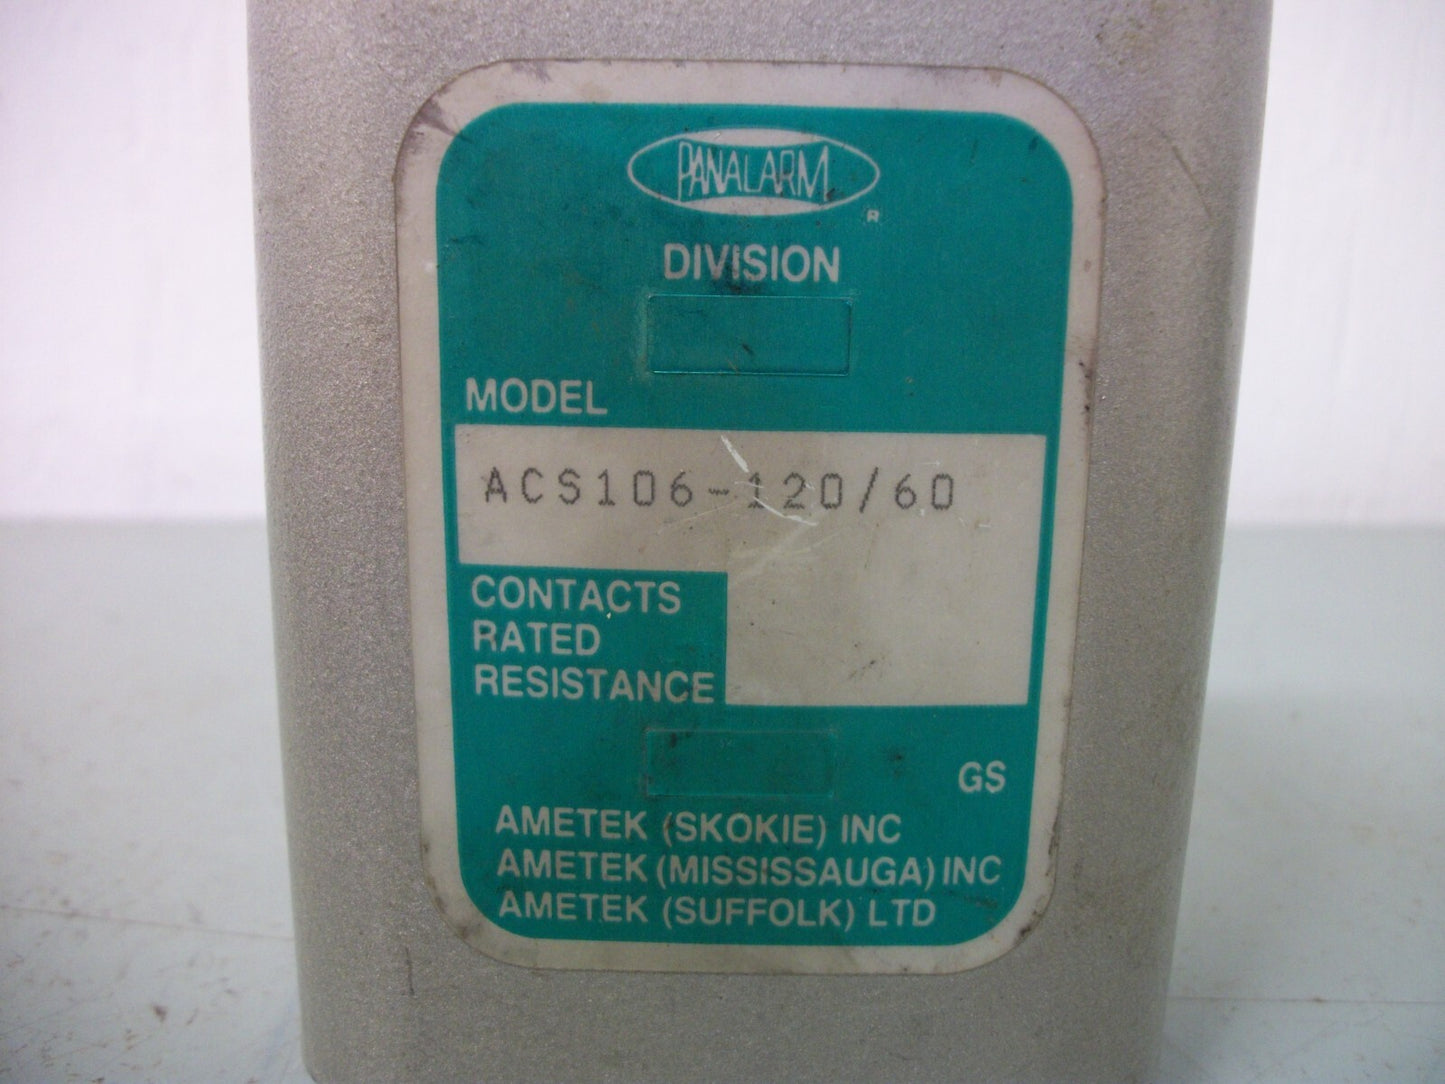 PANALARM
R
DIVISION
MODEL
ACS106-120/60
CONTACTS
RATED
RESISTANCE
GS
AMETEK (SKOKIE) INC
AMETEK (MISSISSAUGA) INC
AMETEK (SUFFOLK) LTD